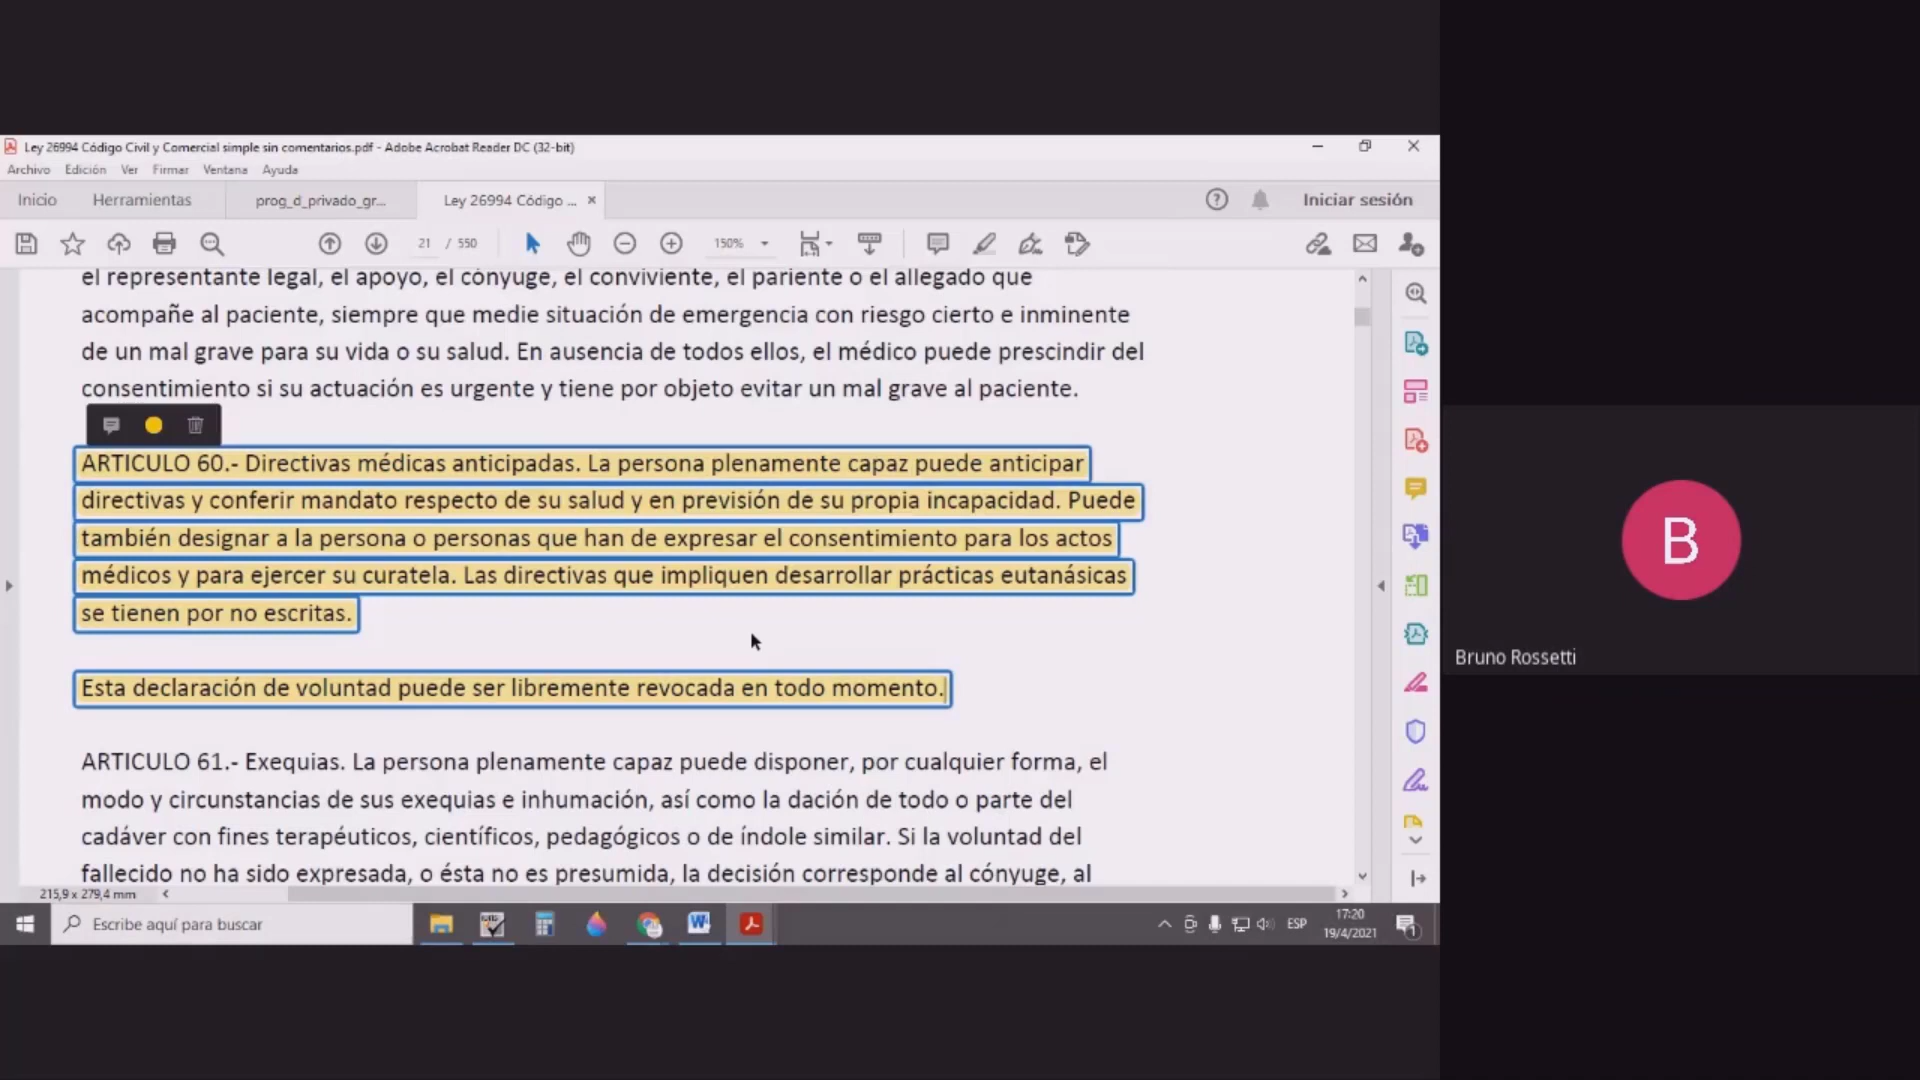 Ley 26994 Código Civil y Comercial simple sin comentarios.pdf - Adobe Acrobat Reader DC (32-bit)
Archivo Edición Ver Firmar Ventana Ayuda
Inicio Herramientas prog_d_privado_gr... Ley 26994 Código ... Iniciar sesión
21 / 550 150%
el representante legal, el apoyo, el cónyuge, el conviviente, el pariente o el allegado que
acompañe al paciente, siempre que medie situación de emergencia con riesgo cierto e inminente
de un mal grave para su vida o su salud. En ausencia de todos ellos, el médico puede prescindir del
consentimiento si su actuación es urgente y tiene por objeto evitar un mal grave al paciente.
ARTICULO 60.- Directivas médicas anticipadas. La persona plenamente capaz puede anticipar
directivas y conferir mandato respecto de su salud y en previsión de su propia incapacidad. Puede
también designar a la persona o personas que han de expresar el consentimiento para los actos
médicos y para ejercer su curatela. Las directivas que impliquen desarrollar prácticas eutanásicas
se tienen por no escritas.
Esta declaración de voluntad puede ser libremente revocada en todo momento.
ARTICULO 61.- Exequias. La persona plenamente capaz puede disponer, por cualquier forma, el
modo y circunstancias de sus exequias e inhumación, así como la dación de todo o parte del
cadáver con fines terapéuticos, científicos, pedagógicos o de índole similar. Si la voluntad del
fallecido no ha sido expresada, o ésta no es presumida, la decisión corresponde al cónyuge, al
215,9 x 279,4 mm
Escribe aquí para buscar
ESP
17:20
19/4/2021
1
B
Bruno Rossetti